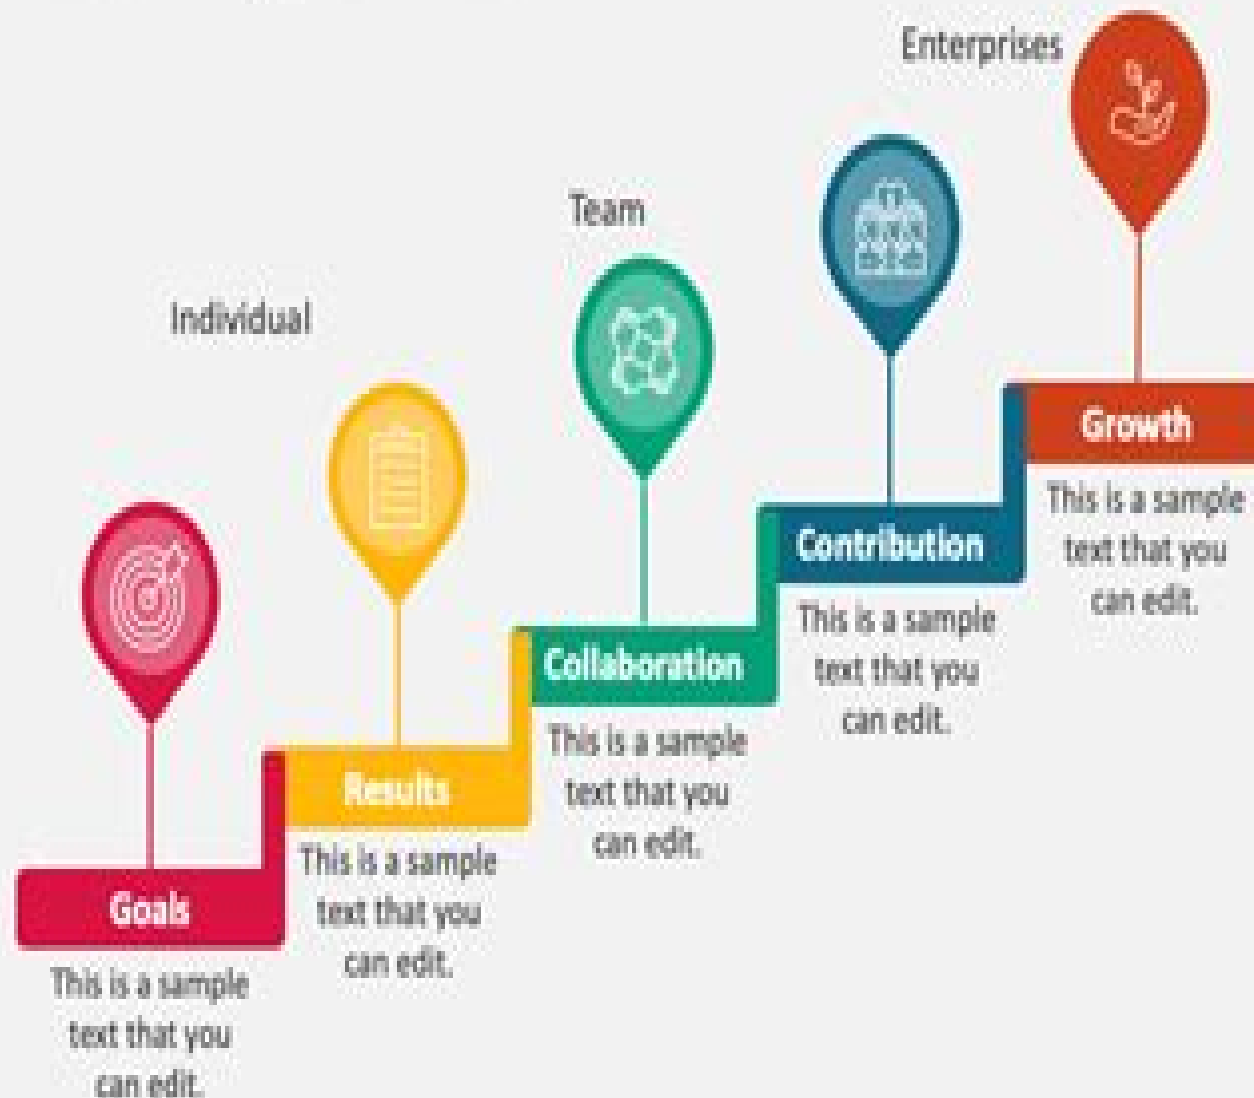 Enterprises
Team
Individual
Growth
This is a sample
text that you
can edit.
Contribution
This is a sample
text that you
can edit.
Collaboration
This is a sample
text that you
can edit.
Results
This is a sample
text that you
can edit.
Goals
This is a sample
text that you
can edit.